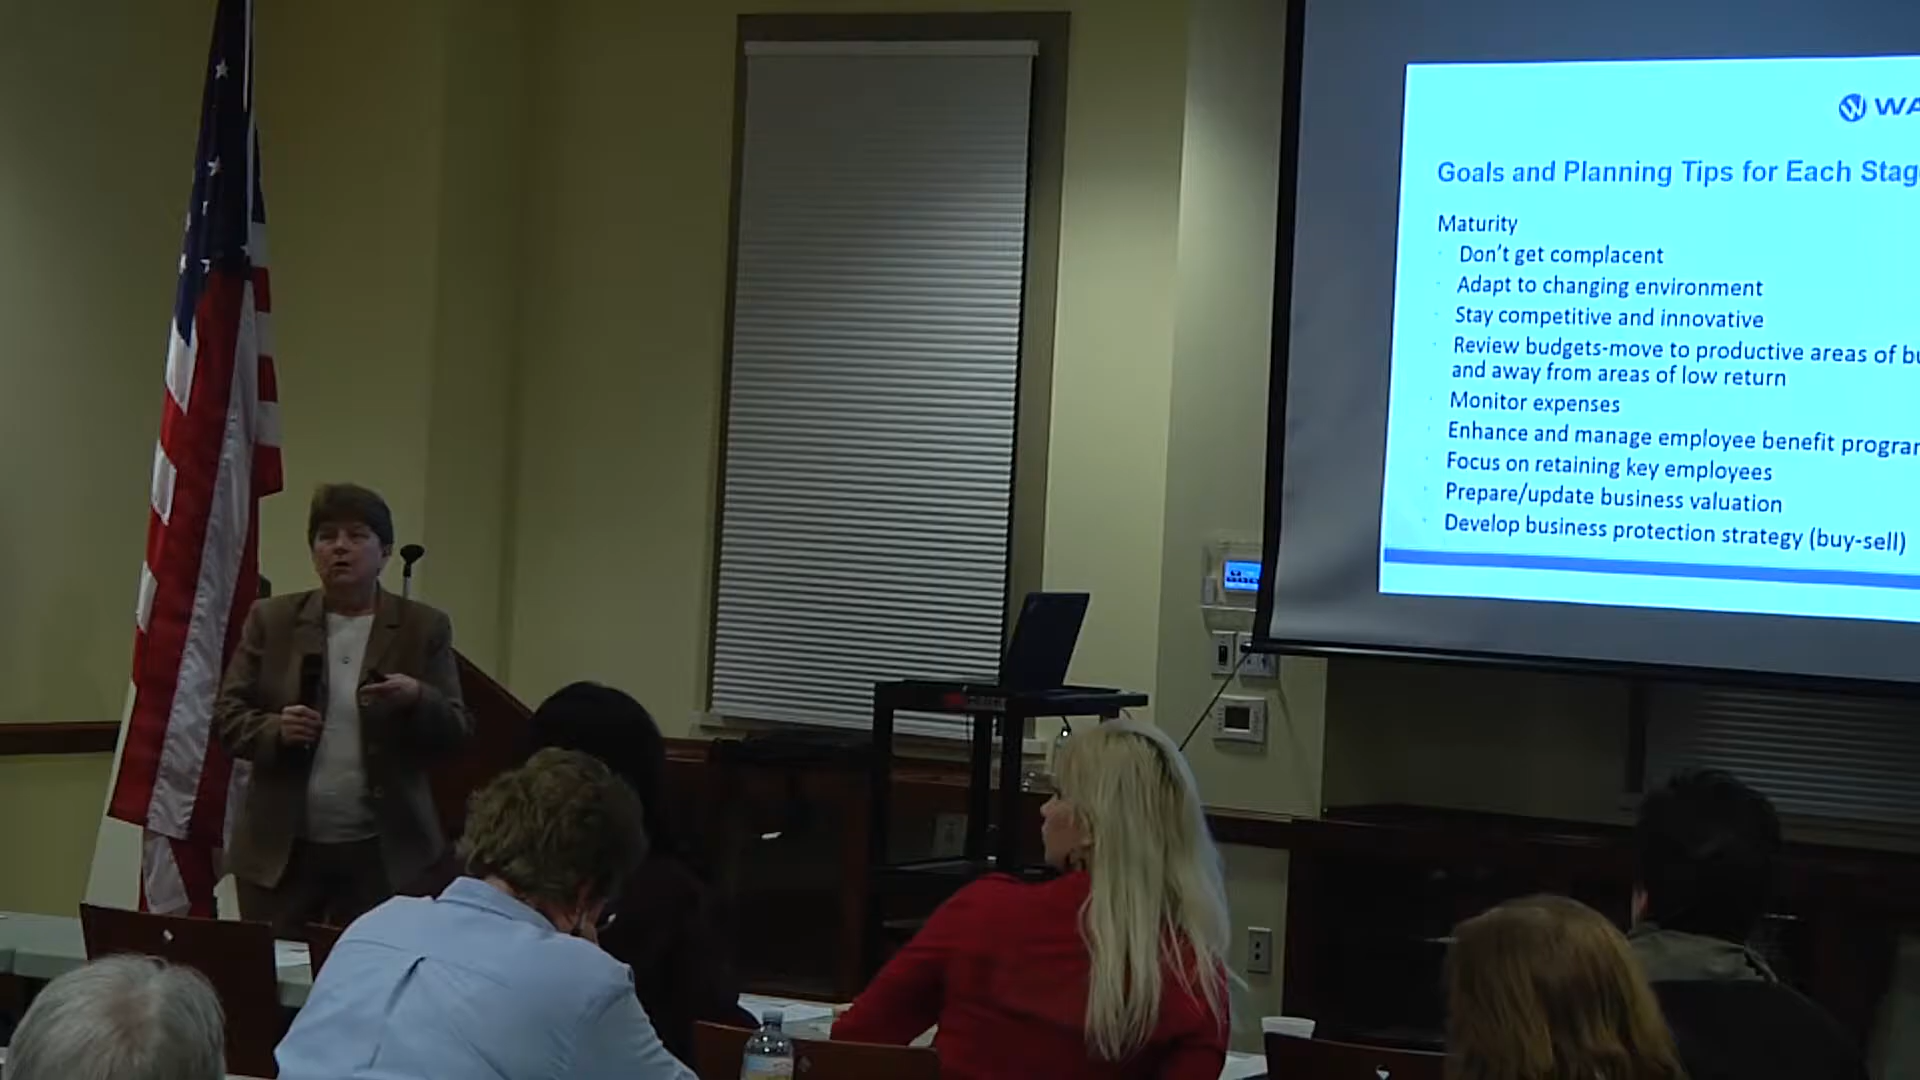 WA
Goals and Planning Tips for Each Stag
Maturity
Don't get complacent
Adapt to changing environment
Stay competitive and innovative
Review budgets-move to productive areas of bu
and away from areas of low return
Monitor expenses
Enhance and manage employee benefit program
Focus on retaining key employees
Prepare/update business valuation
Develop business protection strategy (buy-sell)